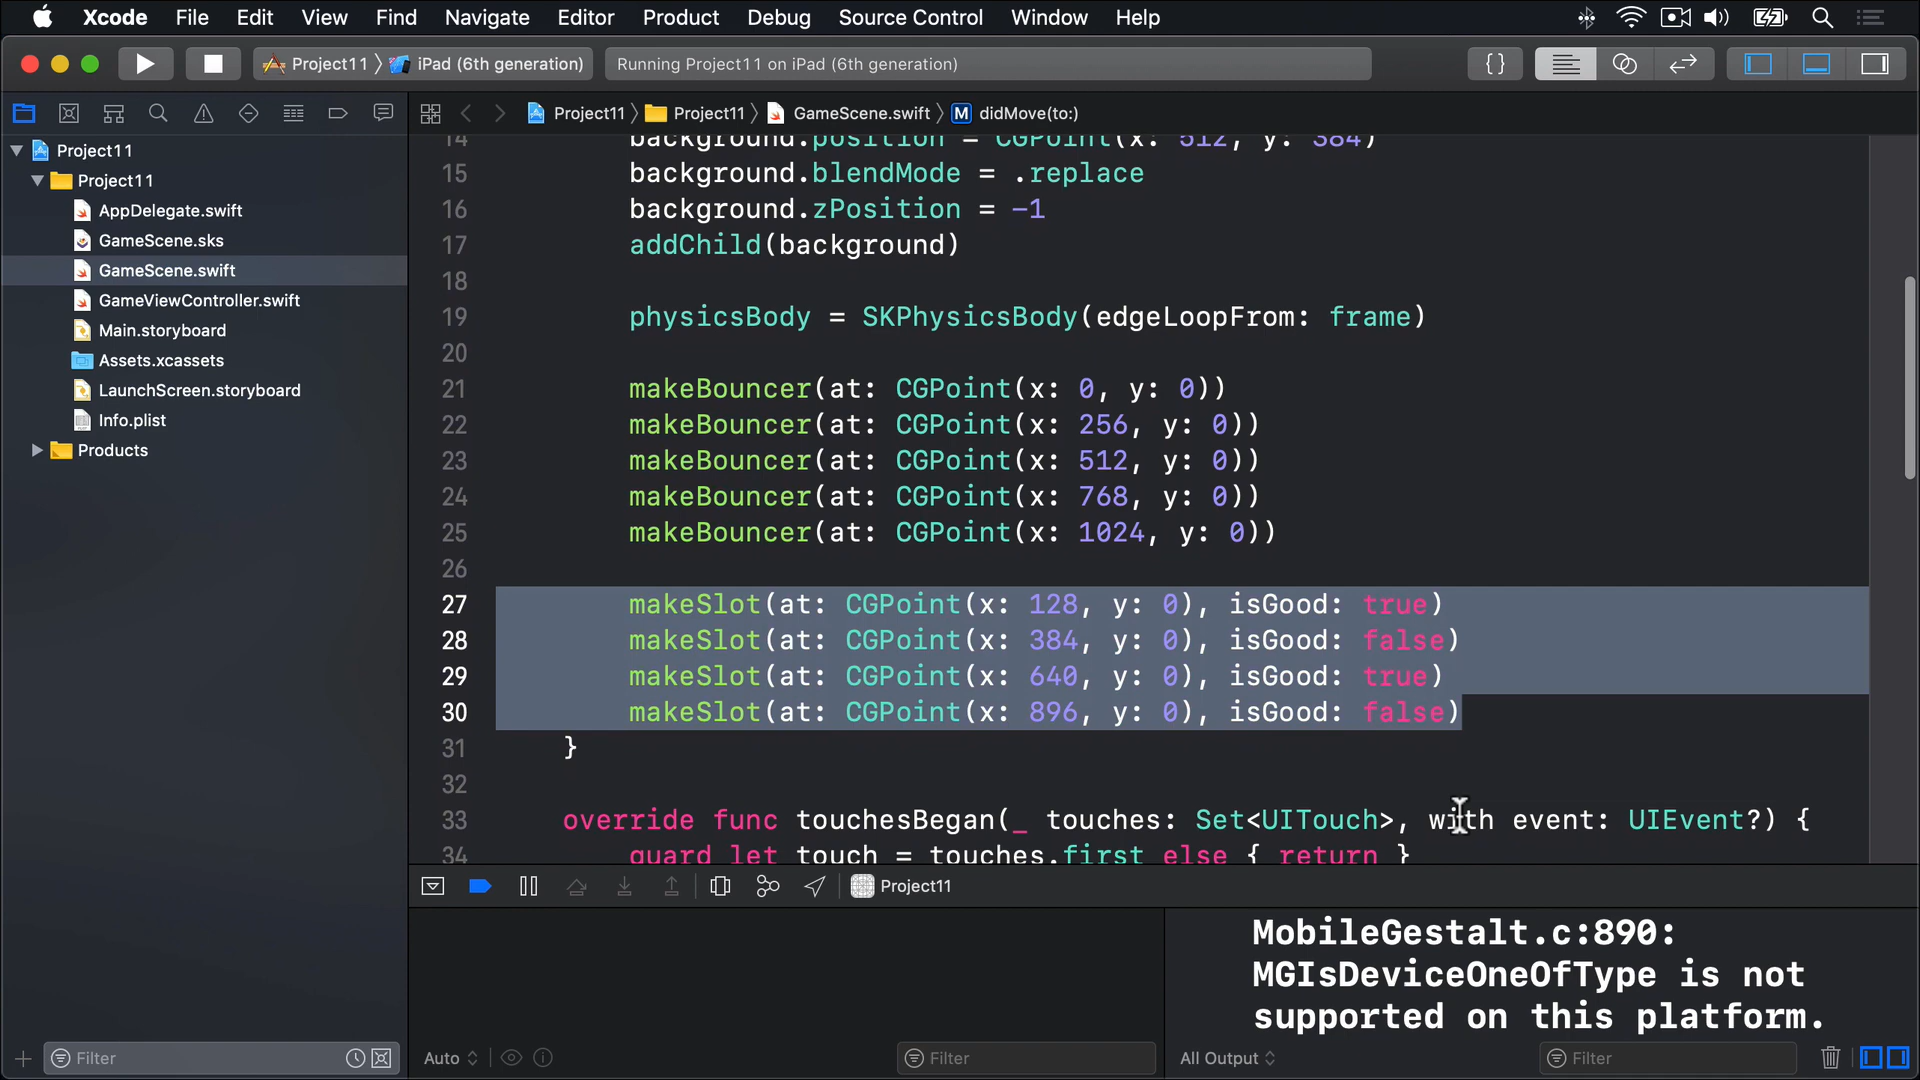 Xcode File Edit View Find Navigate Editor Product Debug Source Control Window Help
Project11 iPad (6th generation) Running Project11 on iPad (6th generation) {}
Project11 Project11 GameScene.swift M didMove(to:)
Project11
Project11
AppDelegate.swift
GameScene.sks
GameScene.swift
GameViewController.swift
Main.storyboard
Assets.xcassets
LaunchScreen.storyboard
Info.plist
Products
Filter
14 background.position = CGPoint(x: 512, y: 384)
15 background.blendMode = .replace
16 background.zPosition = -1
17 addChild(background)
18
19 physicsBody = SKPhysicsBody(edgeLoopFrom: frame)
20
21 makeBouncer(at: CGPoint(x: 0, y: 0))
22 makeBouncer(at: CGPoint(x: 256, y: 0))
23 makeBouncer(at: CGPoint(x: 512, y: 0))
24 makeBouncer(at: CGPoint(x: 768, y: 0))
25 makeBouncer(at: CGPoint(x: 1024, y: 0))
26
27 makeSlot(at: CGPoint(x: 128, y: 0), isGood: true)
28 makeSlot(at: CGPoint(x: 384, y: 0), isGood: false)
29 makeSlot(at: CGPoint(x: 640, y: 0), isGood: true)
30 makeSlot(at: CGPoint(x: 896, y: 0), isGood: false)
31 }
32
33 override func touchesBegan(_ touches: Set<UITouch>, with event: UIEvent?) {
34 guard let touch = touches.first else { return }
Project11
MobileGestalt.c:890:
MGIsDeviceOneOfType is not
supported on this platform.
Auto Filter All Output Filter